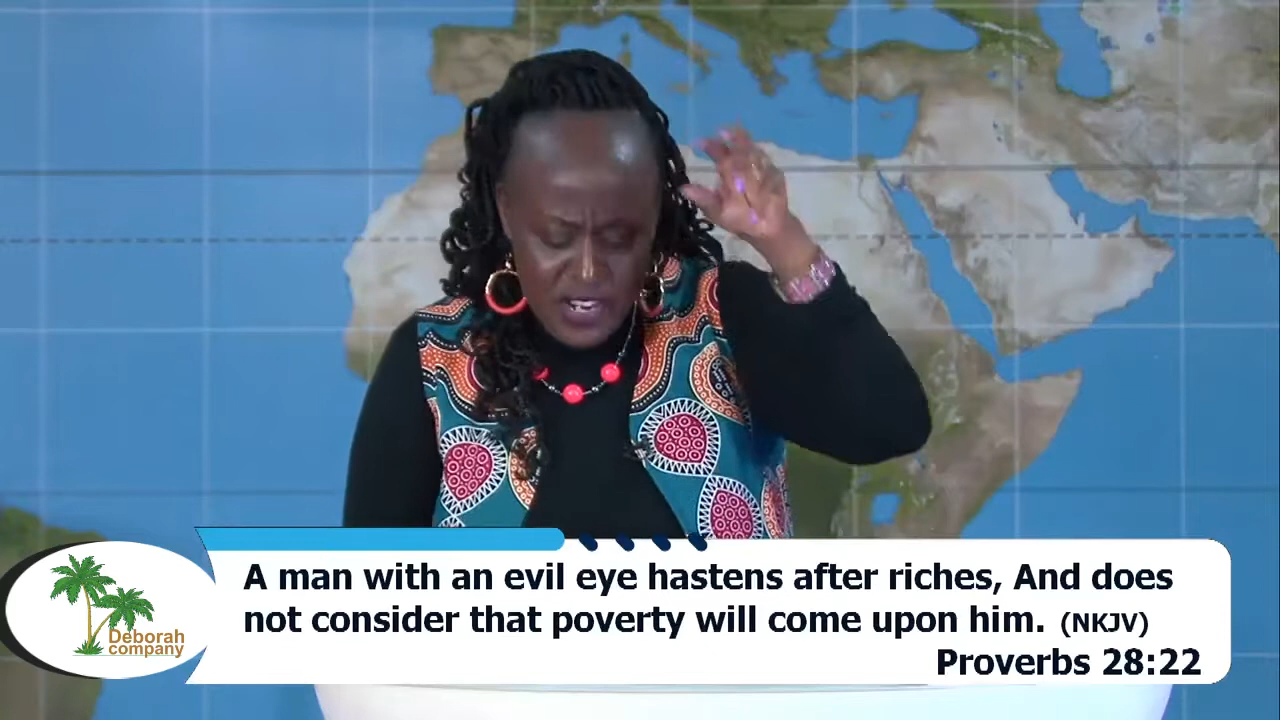 A man with an evil eye hastens after riches, And does
not consider that poverty will come upon him. (NKJV)
Proverbs 28:22
Deborah
company